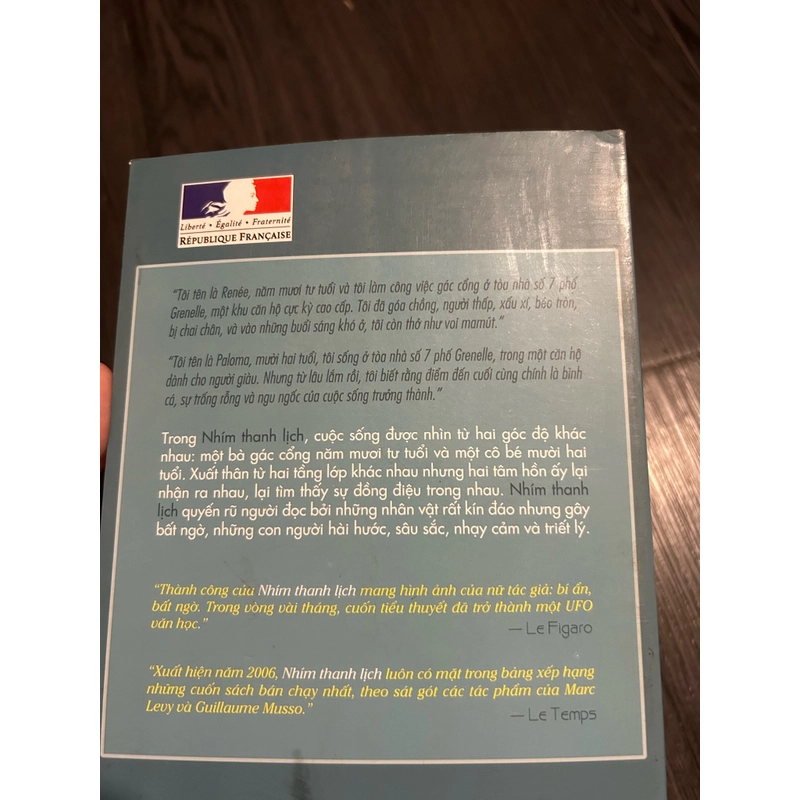 Liberté • Égalité • Fraternité
RÉPUBLIQUE FRANÇAISE
“Tôi tên là Renée, năm mươi tư tuổi và tôi làm công việc gác cổng ở tòa nhà số 7 phố
Grenelle, một khu căn hộ cực kỳ cao cấp. Tôi đã góa chồng, người thấp, xấu xí, béo tròn,
bị chai chân, và vào những buổi sáng khó ở, tôi còn thở như voi mamút.”
“Tôi tên là Paloma, mười hai tuổi, tôi sống ở tòa nhà số 7 phố Grenelle, trong một căn hộ
dành cho người giàu. Nhưng từ lâu lắm rồi, tôi biết rằng điểm đến cuối cùng chính là bình
cá, sự trống rỗng và ngu ngốc của cuộc sống trưởng thành.”
Trong Nhím thanh lịch, cuộc sống được nhìn từ hai góc độ khác
nhau: một bà gác cổng năm mươi tư tuổi và một cô bé mười hai
tuổi. Xuất thân từ hai tầng lớp khác nhau nhưng hai tâm hồn ấy lại
nhận ra nhau, lại tìm thấy sự đồng điệu trong nhau. Nhím thanh
lịch quyến rũ người đọc bởi những nhân vật rất kín đáo nhưng gây
bất ngờ, những con người hài hước, sâu sắc, nhạy cảm và triết lý.
“Thành công của Nhím thanh lịch mang hình ảnh của nữ tác giả: bí ẩn,
bất ngờ. Trong vòng vài tháng, cuốn tiểu thuyết đã trở thành một UFO
văn học.”
— Le Figaro
“Xuất hiện năm 2006, Nhím thanh lịch luôn có mặt trong bảng xếp hạng
những cuốn sách bán chạy nhất, theo sát gót các tác phẩm của Marc
Levy và Guillaume Musso.”
— Le Temps